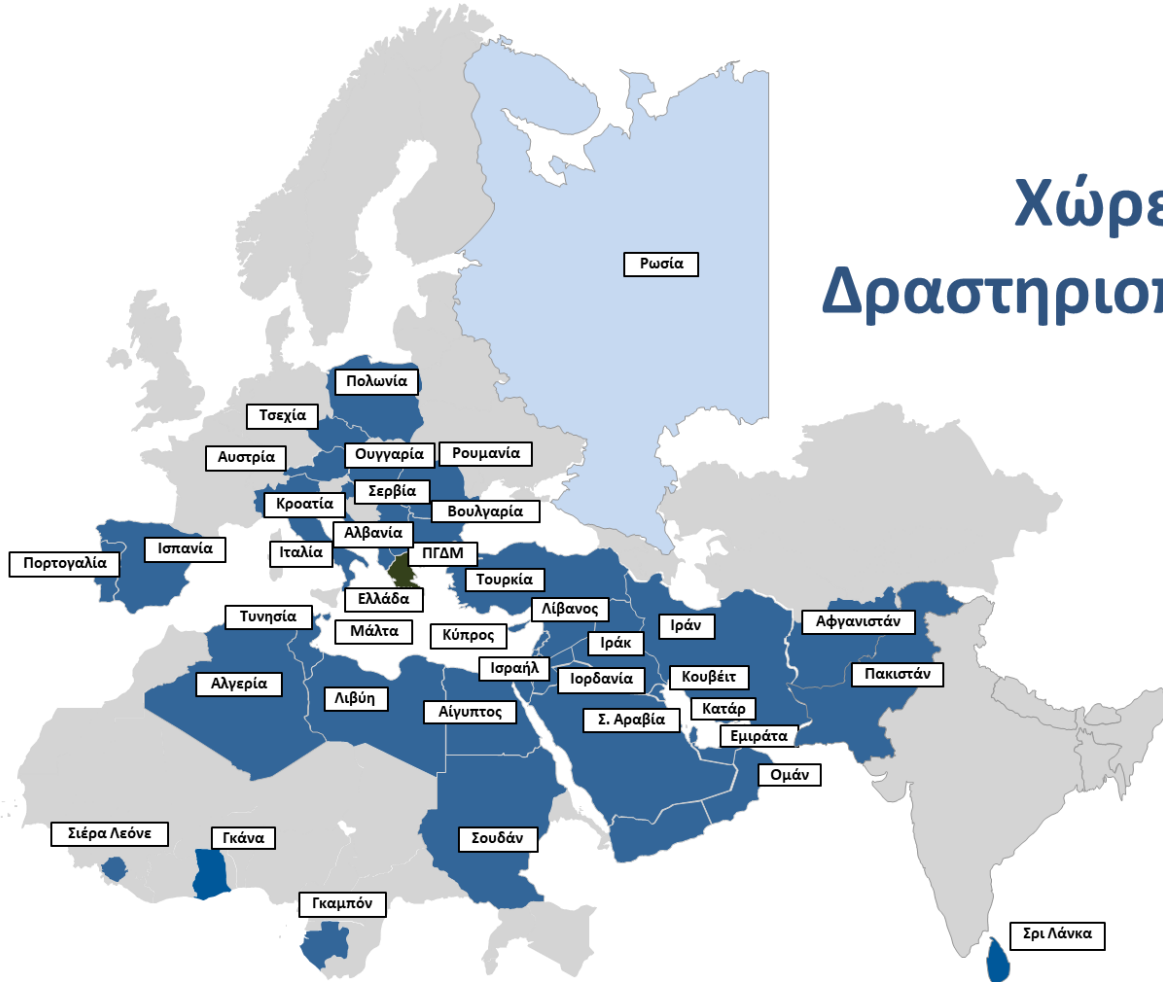 Χώρε
Δραστηριοπ
Ρωσία
Πολωνία
Τσεχία
Αυστρία
Ουγγαρία
Ρουμανία
Σερβία
Κροατία
Βουλγαρία
Αλβανία
Ισπανία
Ιταλία
ΠΓΔΜ
Πορτογαλία
Τουρκία
Ελλάδα
Λίβανος
Τυνησία
Μάλτα
Κύπρος
Ιράκ
Ιράν
Αφγανιστάν
Ισραήλ
Ιορδανία
Κουβέιτ
Πακιστάν
Αλγερία
Λιβύη
Αίγυπτος
Σ. Αραβία
Κατάρ
Εμιράτα
Ομάν
Σιέρα Λεόνε
Γκάνα
Σουδάν
Γκαμπόν
Σρι Λάνκα